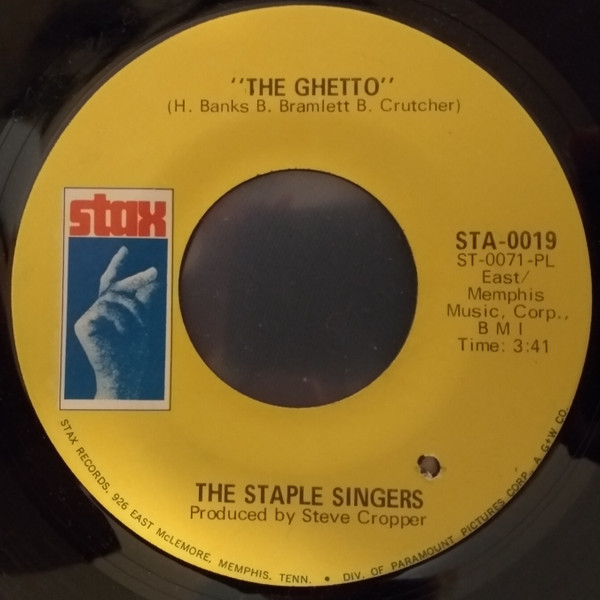 "THE GHETTO"
(H. Banks B. Bramlett B. Crutcher)
stax
STA-0019
ST-0071-PL
East/
Memphis
Music, Corp.,
B M I
Time: 3:41
THE STAPLE SINGERS
Produced by Steve Cropper
STAX RECORDS, 926 EAST McLEMORE, MEMPHIS, TENN. • DIV. OF PARAMOUNT PICTURES CORP. A G+W CO.